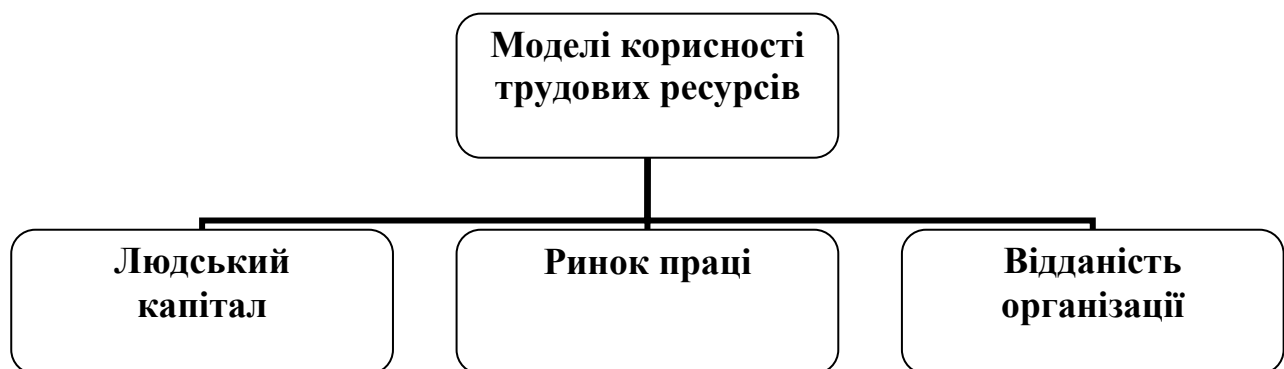 Моделі корисності
трудових ресурсів
Людський
капітал
Ринок праці
Відданість
організації